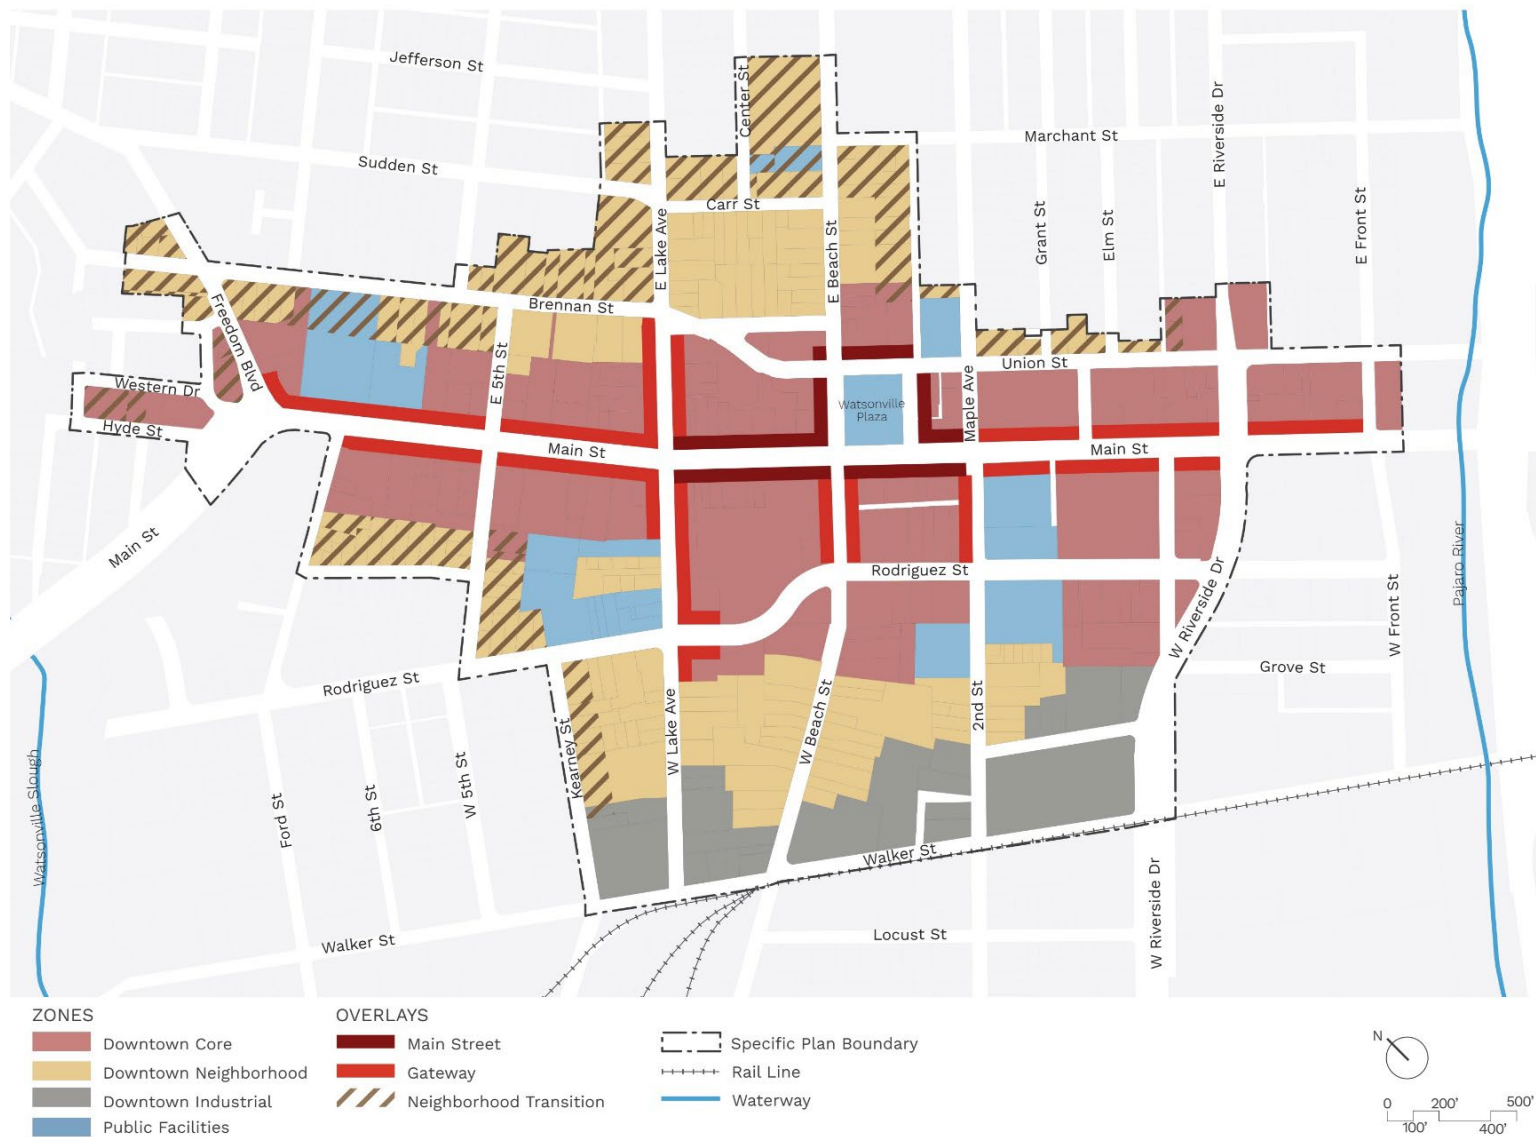 Jefferson St
Center St
Marchant St
E Riverside Dr
Sudden St
Carr St
Grant St
Elm St
E Front St
E Lake Ave
E Beach St
Brennan St
Freedom Blvd
E 5th St
Union St
Western Dr
Hyde St
Watsonville
Plaza
Maple Ave
Main St
Main St
Main St
Rodriguez St
Pajaro River
W Riverside Dr
W Front St
Grove St
Rodriguez St
Kearney St
W Lake Ave
W Beach St
2nd St
Watsonville Slough
Ford St
6th St
W 5th St
Walker St
W Riverside Dr
Walker St
Locust St
ZONES
Downtown Core
Downtown Neighborhood
Downtown Industrial
Public Facilities
OVERLAYS
Main Street
Gateway
Neighborhood Transition
Specific Plan Boundary
Rail Line
Waterway
N
0 200' 500'
100' 400'